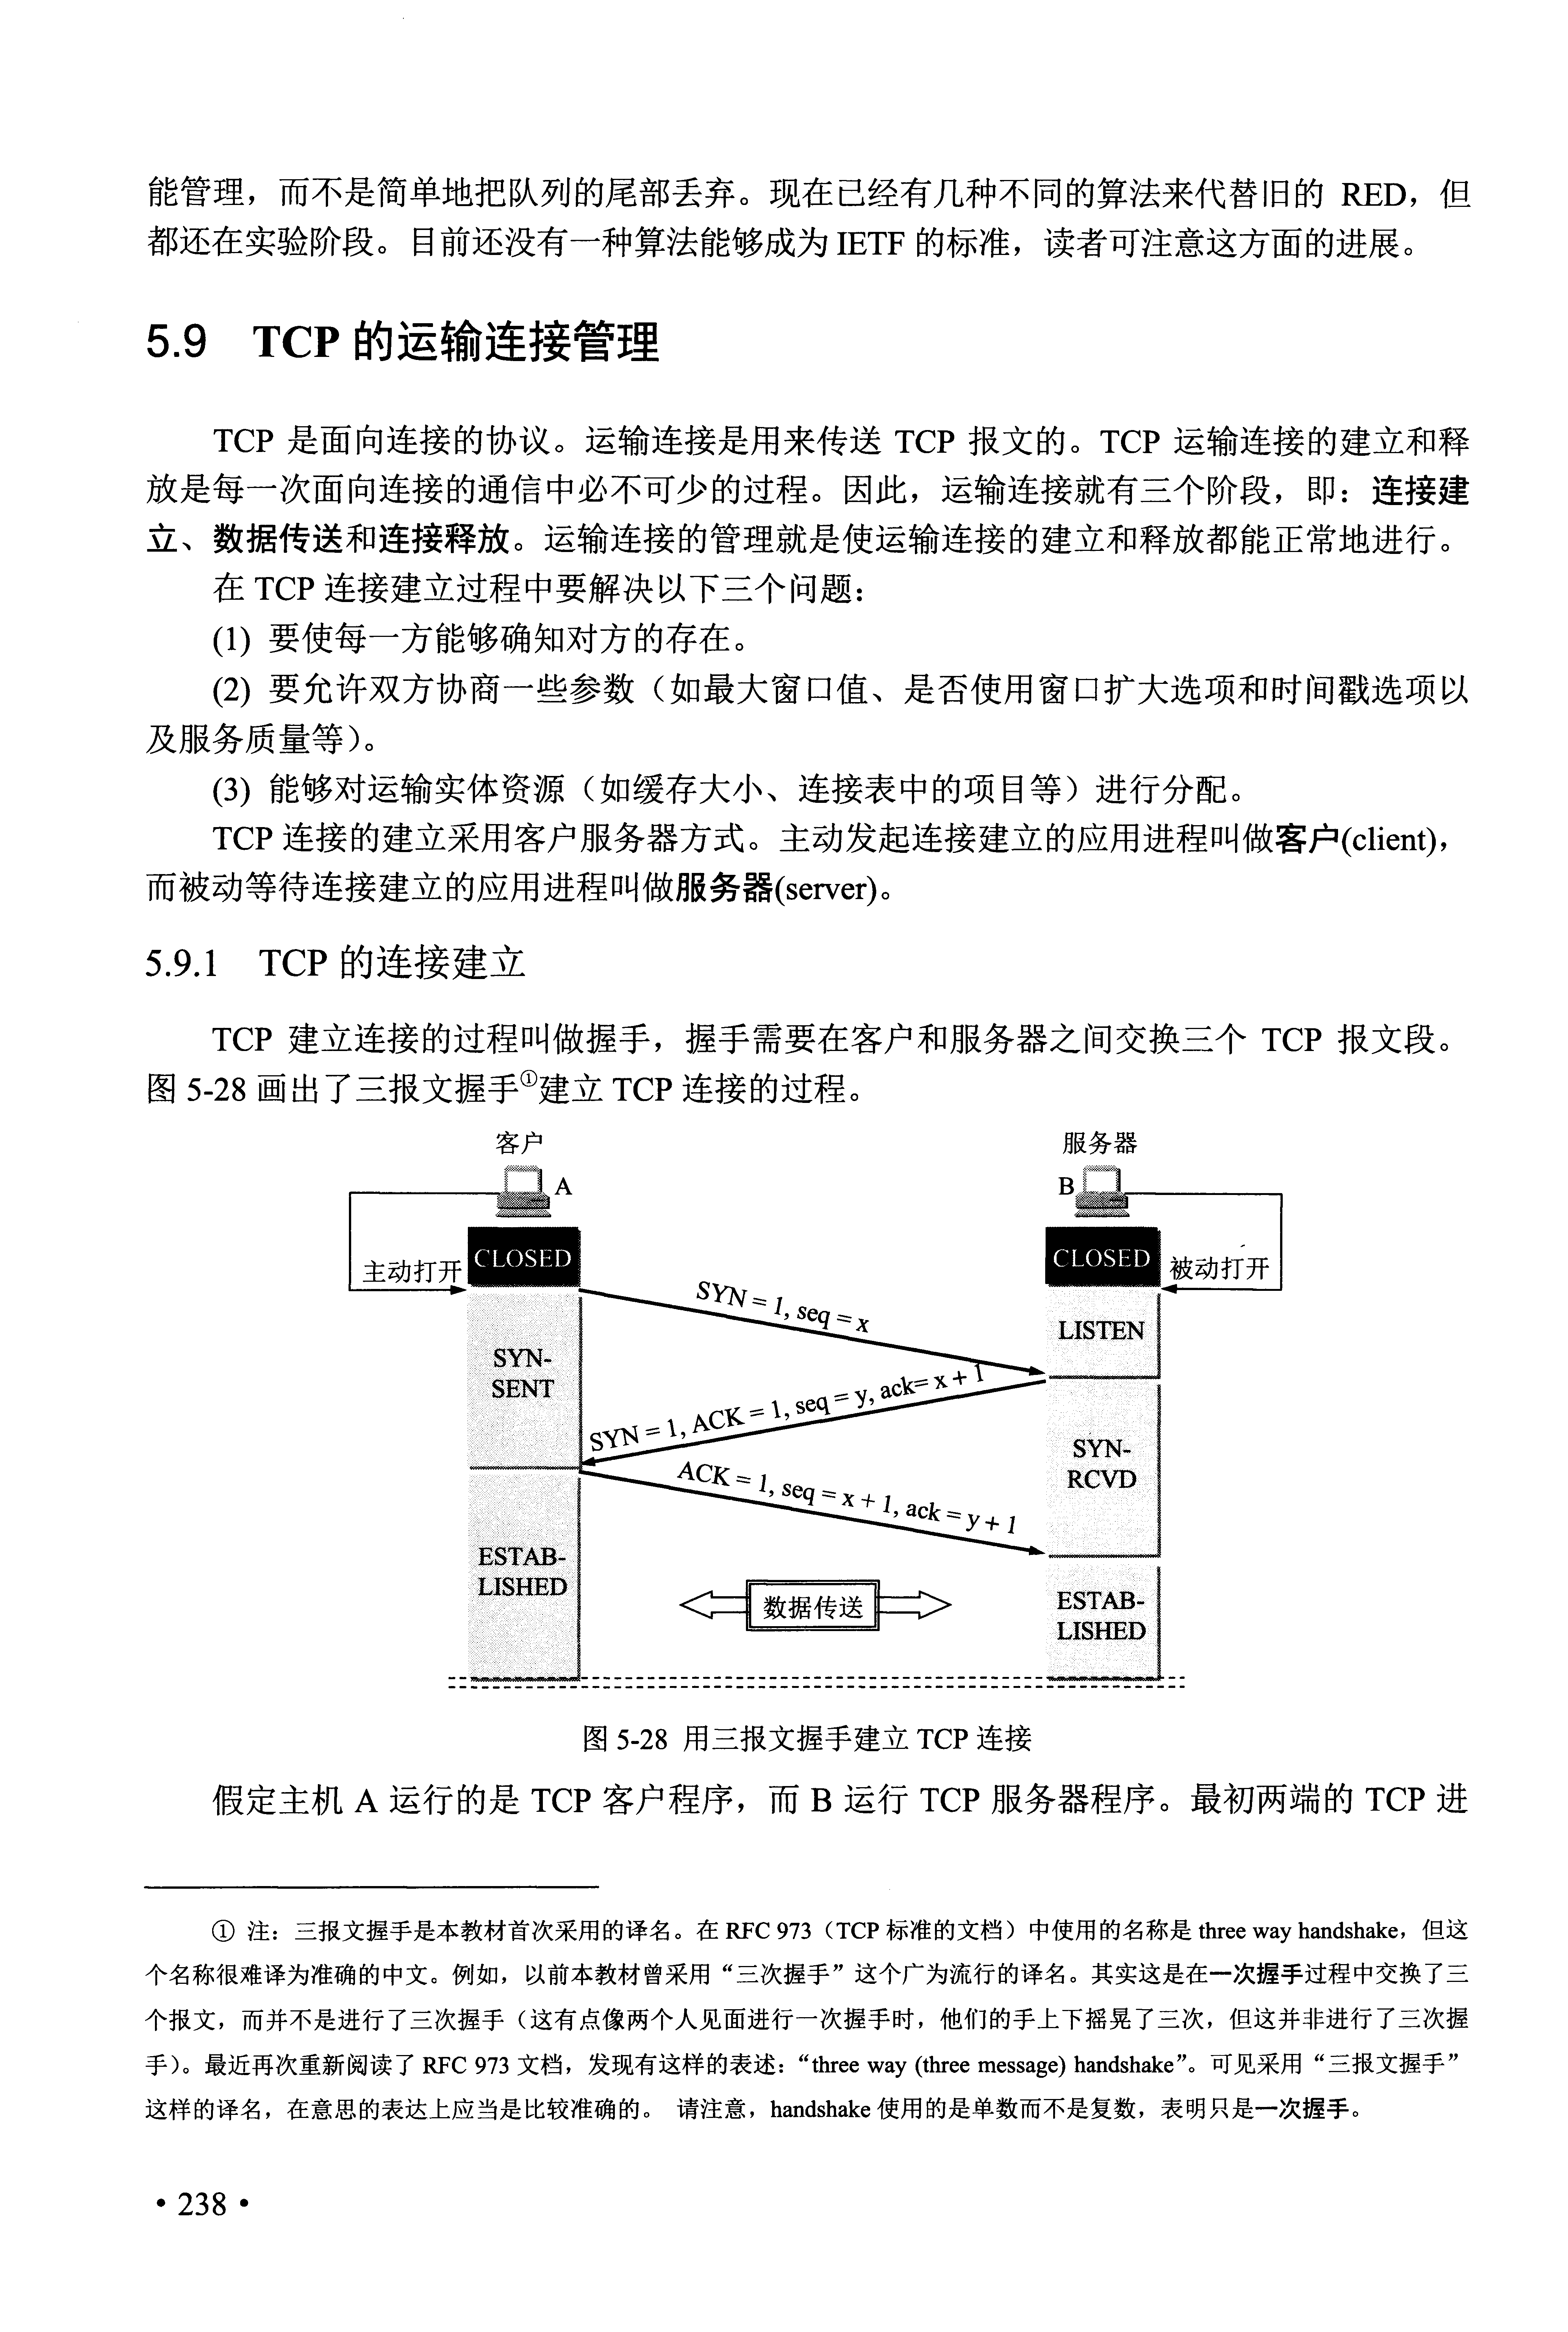 能管理，而不是简单地把队列的尾部丢弃。现在已经有几种不同的算法来代替旧的 RED，但
都还在实验阶段。目前还没有一种算法能够成为 IETF 的标准，读者可注意这方面的进展。
5.9 TCP 的运输连接管理
TCP 是面向连接的协议。运输连接是用来传送 TCP 报文的。TCP 运输连接的建立和释
放是每一次面向连接的通信中必不可少的过程。因此，运输连接就有三个阶段，即：连接建
立、数据传送和连接释放。运输连接的管理就是使运输连接的建立和释放都能正常地进行。
在 TCP 连接建立过程中要解决以下三个问题：
(1) 要使每一方能够确知对方的存在。
(2) 要允许双方协商一些参数（如最大窗口值、是否使用窗口扩大选项和时间戳选项以
及服务质量等）。
(3) 能够对运输实体资源（如缓存大小、连接表中的项目等）进行分配。
TCP 连接的建立采用客户服务器方式。主动发起连接建立的应用进程叫做客户(client)，
而被动等待连接建立的应用进程叫做服务器(server)。
5.9.1 TCP 的连接建立
TCP 建立连接的过程叫做握手，握手需要在客户和服务器之间交换三个 TCP 报文段。
图 5-28 画出了三报文握手①建立 TCP 连接的过程。
客户 服务器
A B
CLOSED CLOSED
主动打开 被动打开
SYN = 1, seq = x
LISTEN
SYN-
SENT
SYN = 1, ACK = 1, seq = y, ack= x + 1
SYN-
RCVD
ACK = 1, seq = x + 1, ack = y + 1
ESTAB-
LISHED
数据传送
ESTAB-
LISHED
图 5-28 用三报文握手建立 TCP 连接
假定主机 A 运行的是 TCP 客户程序，而 B 运行 TCP 服务器程序。最初两端的 TCP 进
① 注：三报文握手是本教材首次采用的译名。在 RFC 973（TCP 标准的文档）中使用的名称是 three way handshake，但这
个名称很难译为准确的中文。例如，以前本教材曾采用“三次握手”这个广为流行的译名。其实这是在一次握手过程中交换了三
个报文，而并不是进行了三次握手（这有点像两个人见面进行一次握手时，他们的手上下摇晃了三次，但这并非进行了三次握
手）。最近再次重新阅读了 RFC 973 文档，发现有这样的表述：“three way (three message) handshake”。可见采用“三报文握手”
这样的译名，在意思的表达上应当是比较准确的。 请注意，handshake 使用的是单数而不是复数，表明只是一次握手。
• 238 •